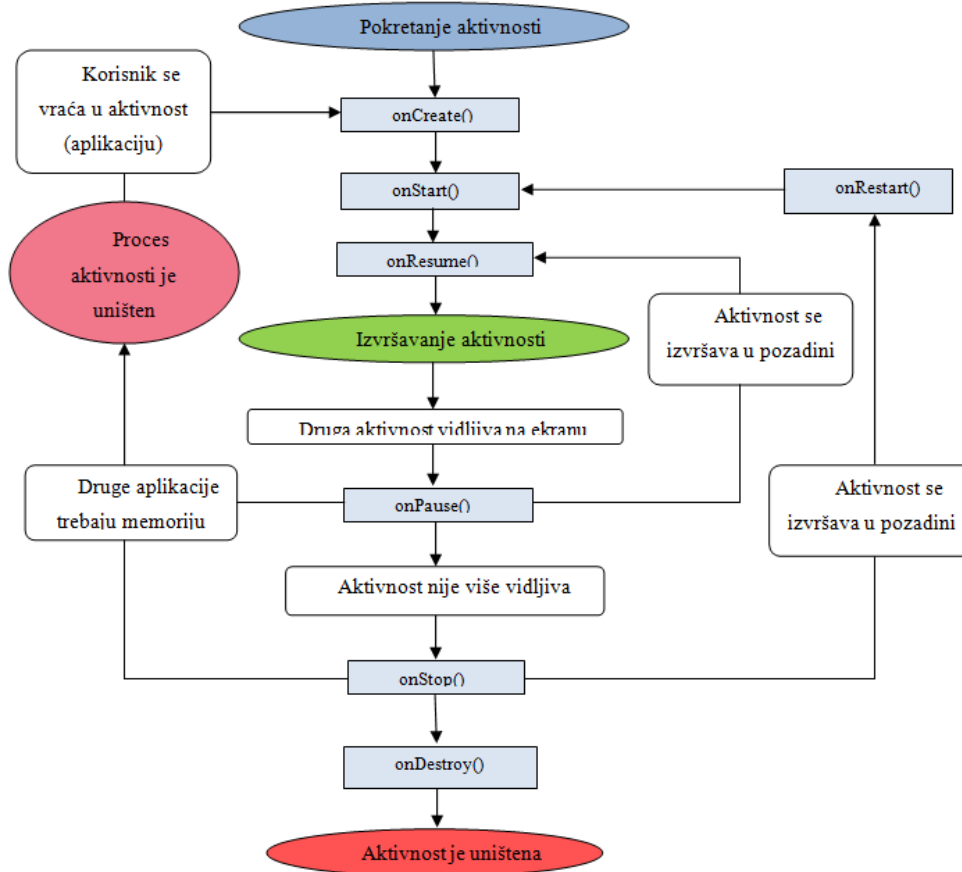 Pokretanje aktivnosti
Korisnik se
vraća u aktivnost
(aplikaciju)
onCreate()
onStart()
onRestart()
Proces
aktivnosti je
uništen
onResume()
Izvršavanje aktivnosti
Aktivnost se
izvršava u pozadini
Druga aktivnost vidljiva na ekranu
Druge aplikacije
trebaju memoriju
onPause()
Aktivnost se
izvršava u pozadini
Aktivnost nije više vidljiva
onStop()
onDestroy()
Aktivnost je uništena